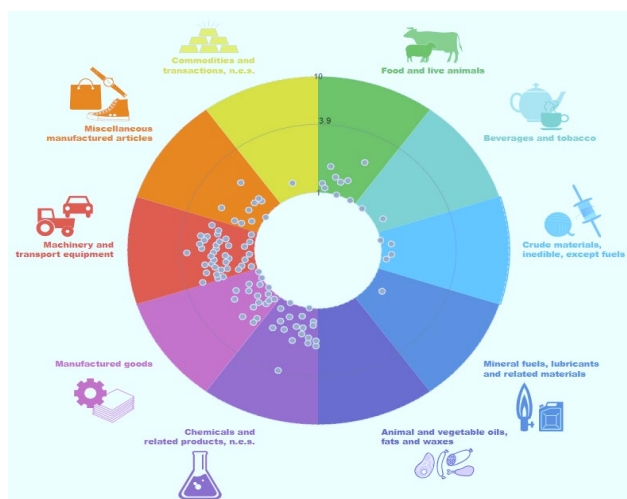 Commodities and
transactions, n.e.s.
Food and live animals
10
3.9
1
Miscellaneous
manufactured articles
Beverages and tobacco
Machinery and
transport equipment
Crude materials,
inedible, except fuels
Manufactured goods
Mineral fuels, lubricants
and related materials
Chemicals and
related products, n.e.s.
Animal and vegetable oils,
fats and waxes